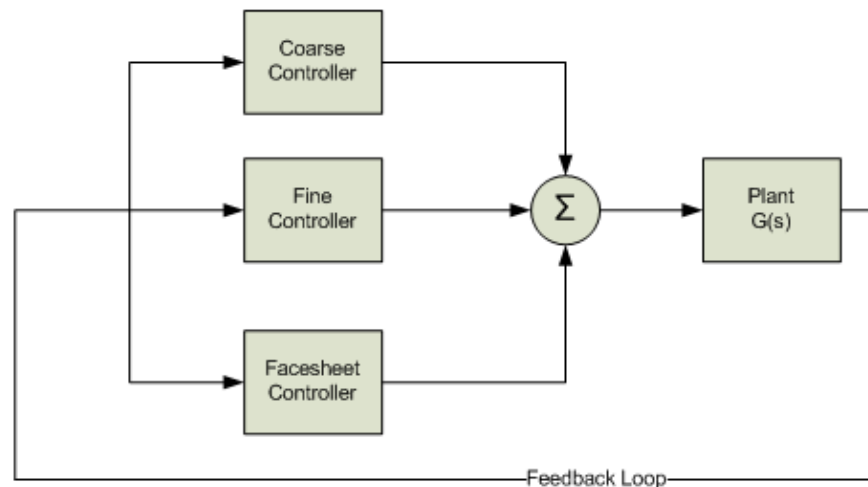 Coarse
Controller
Fine
Controller
Σ
Plant
G(s)
Facesheet
Controller
Feedback Loop